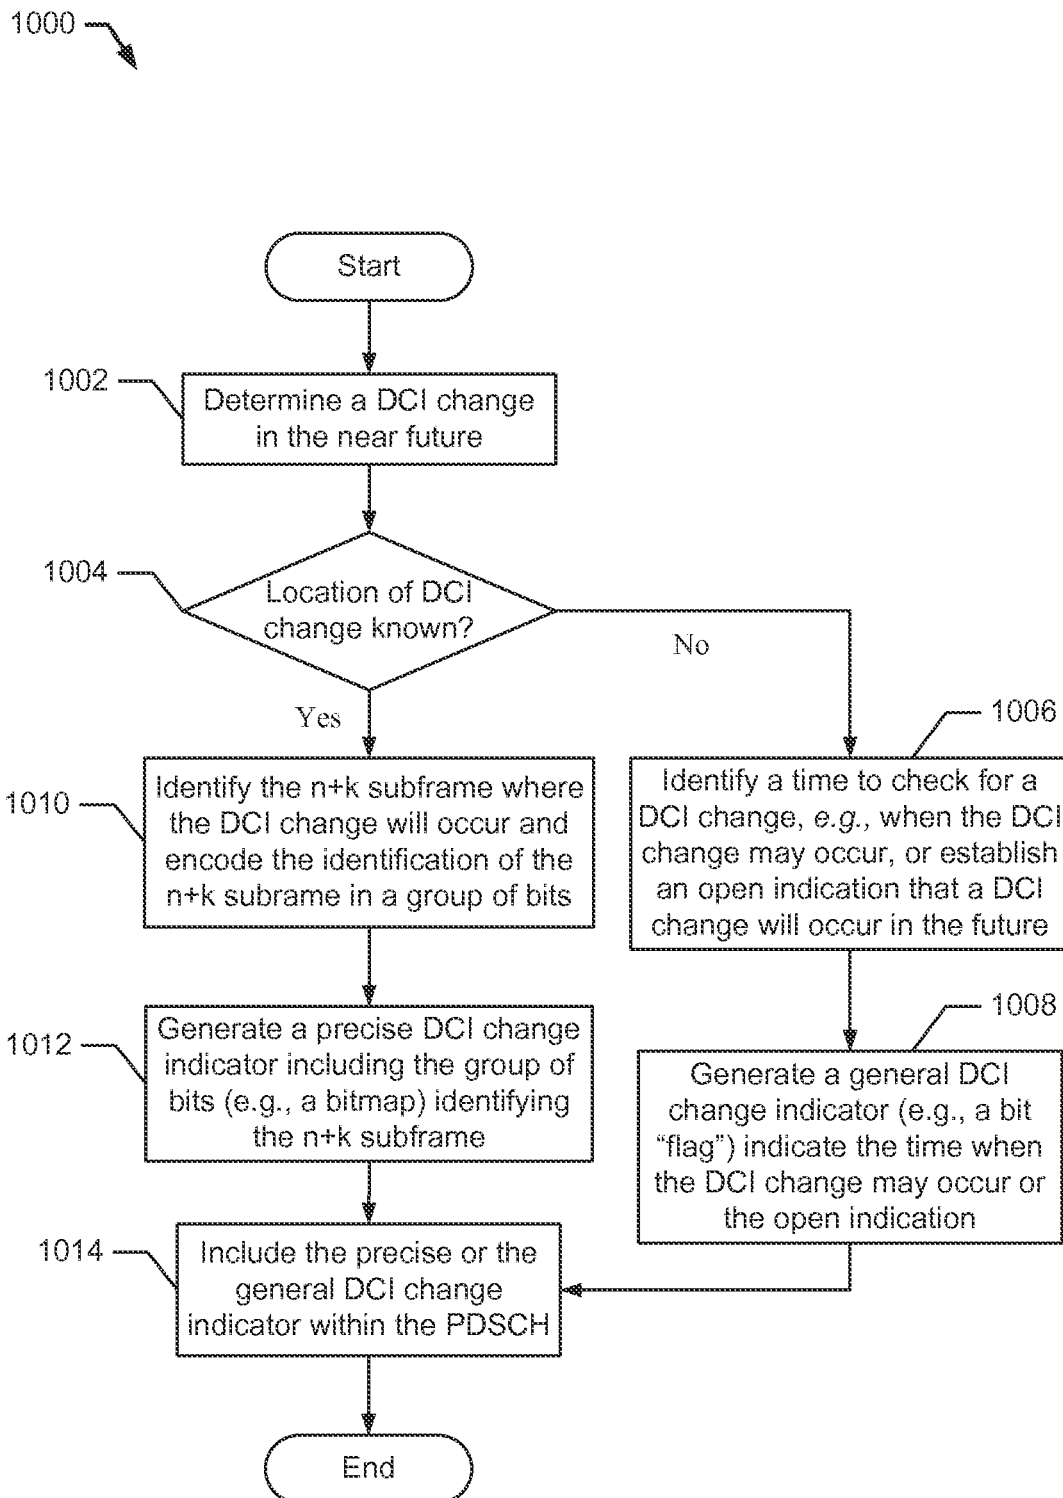 1000
Start
1002
Determine a DCI change
in the near future
1004
Location of DCI
change known?
No
Yes
1006
Identify a time to check for a
DCI change, e.g., when the DCI
change may occur, or establish
an open indication that a DCI
change will occur in the future
1010
Identify the n+k subframe where
the DCI change will occur and
encode the identification of the
n+k subrame in a group of bits
1008
Generate a general DCI
change indicator (e.g., a bit
“flag”) indicate the time when
the DCI change may occur or
the open indication
1012
Generate a precise DCI change
indicator including the group of
bits (e.g., a bitmap) identifying
the n+k subframe
1014
Include the precise or the
general DCI change
indicator within the PDSCH
End